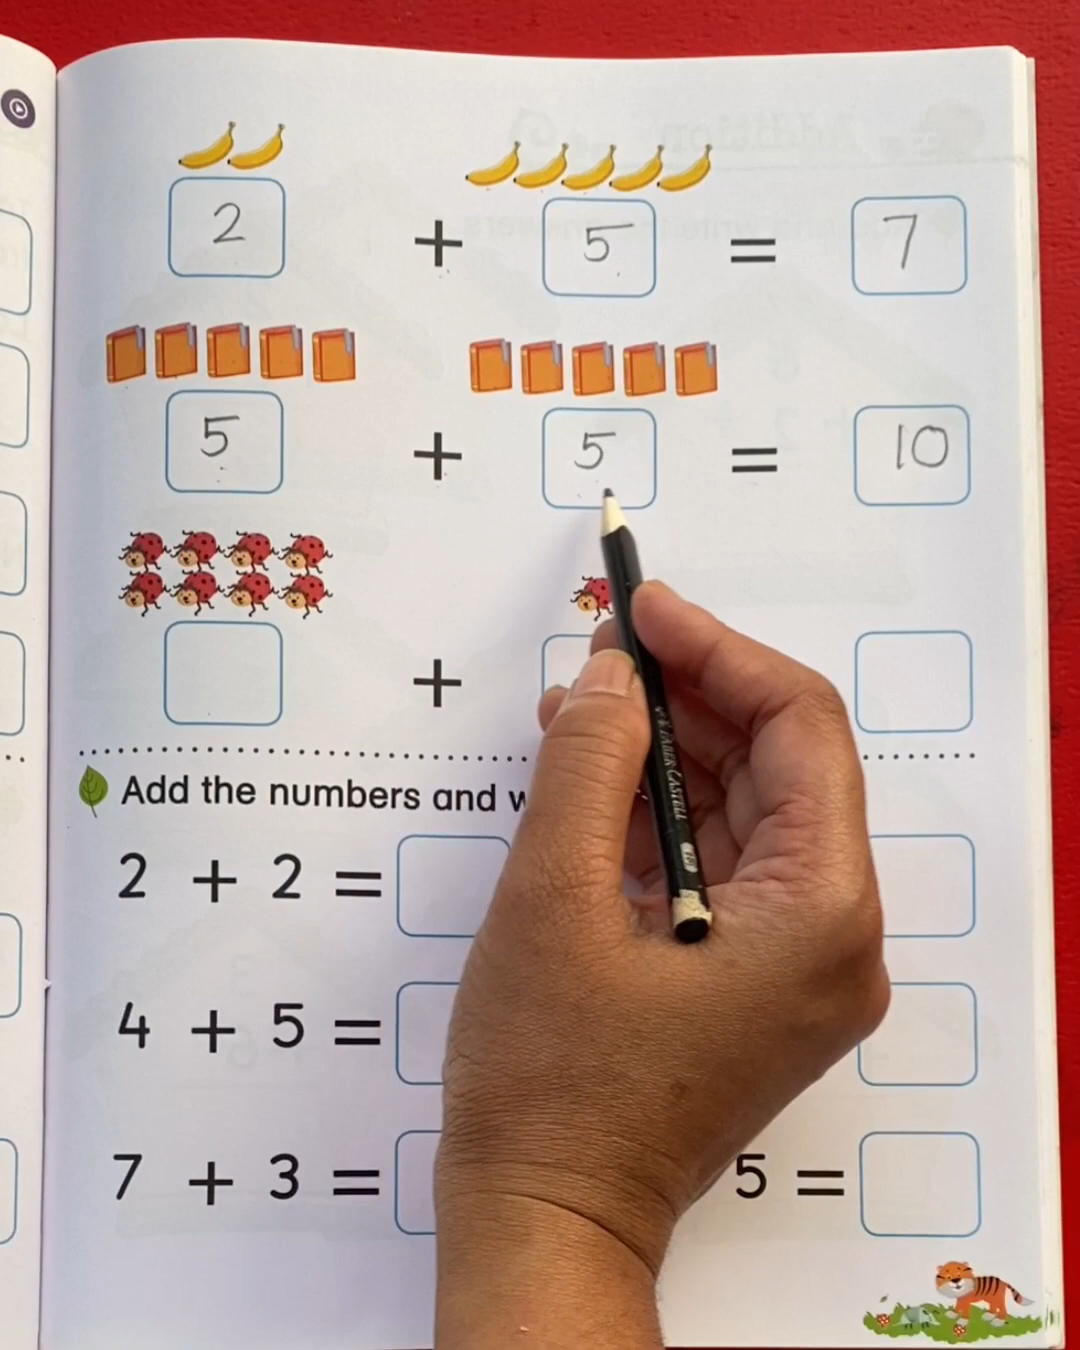 2 + 5 = 7
5 + 5 = 10
+
Add the numbers and
2 + 2 =
4 + 5 =
7 + 3 =
5 =
FABER-CASTELL